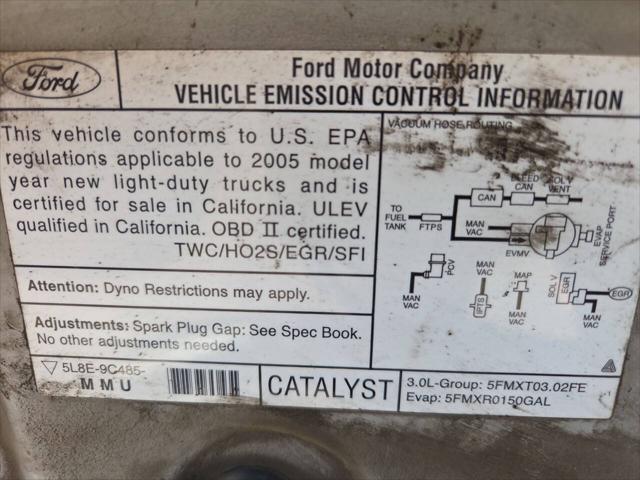 Ford
Ford Motor Company
VEHICLE EMISSION CONTROL INFORMATION
This vehicle conforms to U.S. EPA
regulations applicable to 2005 model
year new light-duty trucks and is
certified for sale in California. ULEV
qualified in California. OBD II certified.
TWC/HO2S/EGR/SFI
Attention: Dyno Restrictions may apply.
Adjustments: Spark Plug Gap: See Spec Book.
No other adjustments needed.
VACUUM HOSE ROUTING
BLEED
CAN
SOL V
VENT
CAN
TO
FUEL
TANK
FTPS
MAN
VAC
EVMV
EVAP
SERVICE PORT
PCV
MAN
VAC
MAN
VAC
IPTS
MAP
MAN
VAC
SOL V
EGR
EGR
MAN
VAC
5L8E-9C485-
MMU
CATALYST
3.0L-Group: 5FMXT03.02FE
Evap: 5FMXR0150GAL